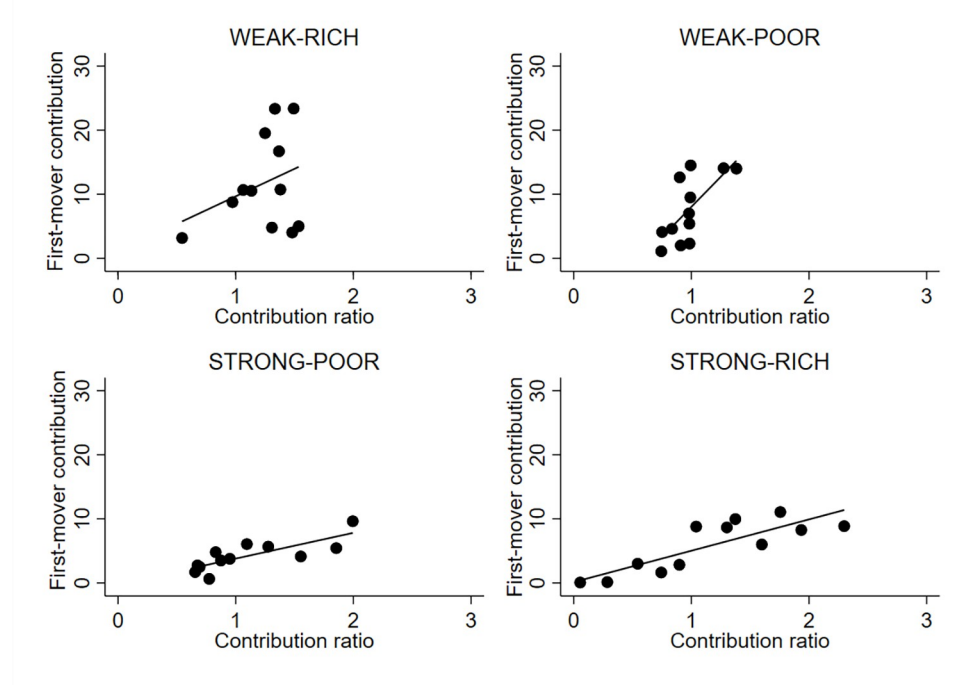 WEAK-RICH
First-mover contribution
30
20
10
0
0 1 2 3
Contribution ratio
WEAK-POOR
First-mover contribution
30
20
10
0
0 1 2 3
Contribution ratio
STRONG-POOR
First-mover contribution
30
20
10
0
0 1 2 3
Contribution ratio
STRONG-RICH
First-mover contribution
30
20
10
0
0 1 2 3
Contribution ratio